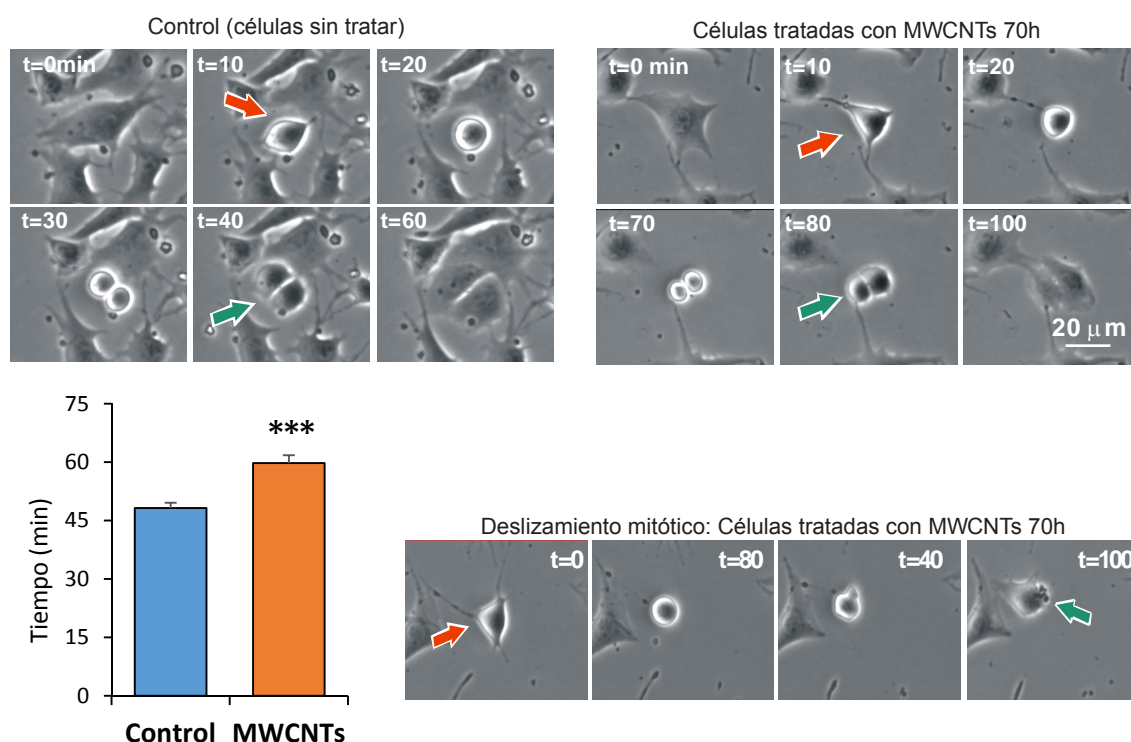 Control (células sin tratar)
t=0min
t=10
t=20
t=30
t=40
t=60
Células tratadas con MWCNTs 70h
t=0 min
t=10
t=20
t=70
t=80
t=100
20 μm
75
60
45
30
15
0
Tiempo (min)
***
Control
MWCNTs
Deslizamiento mitótico: Células tratadas con MWCNTs 70h
t=0
t=80
t=40
t=100